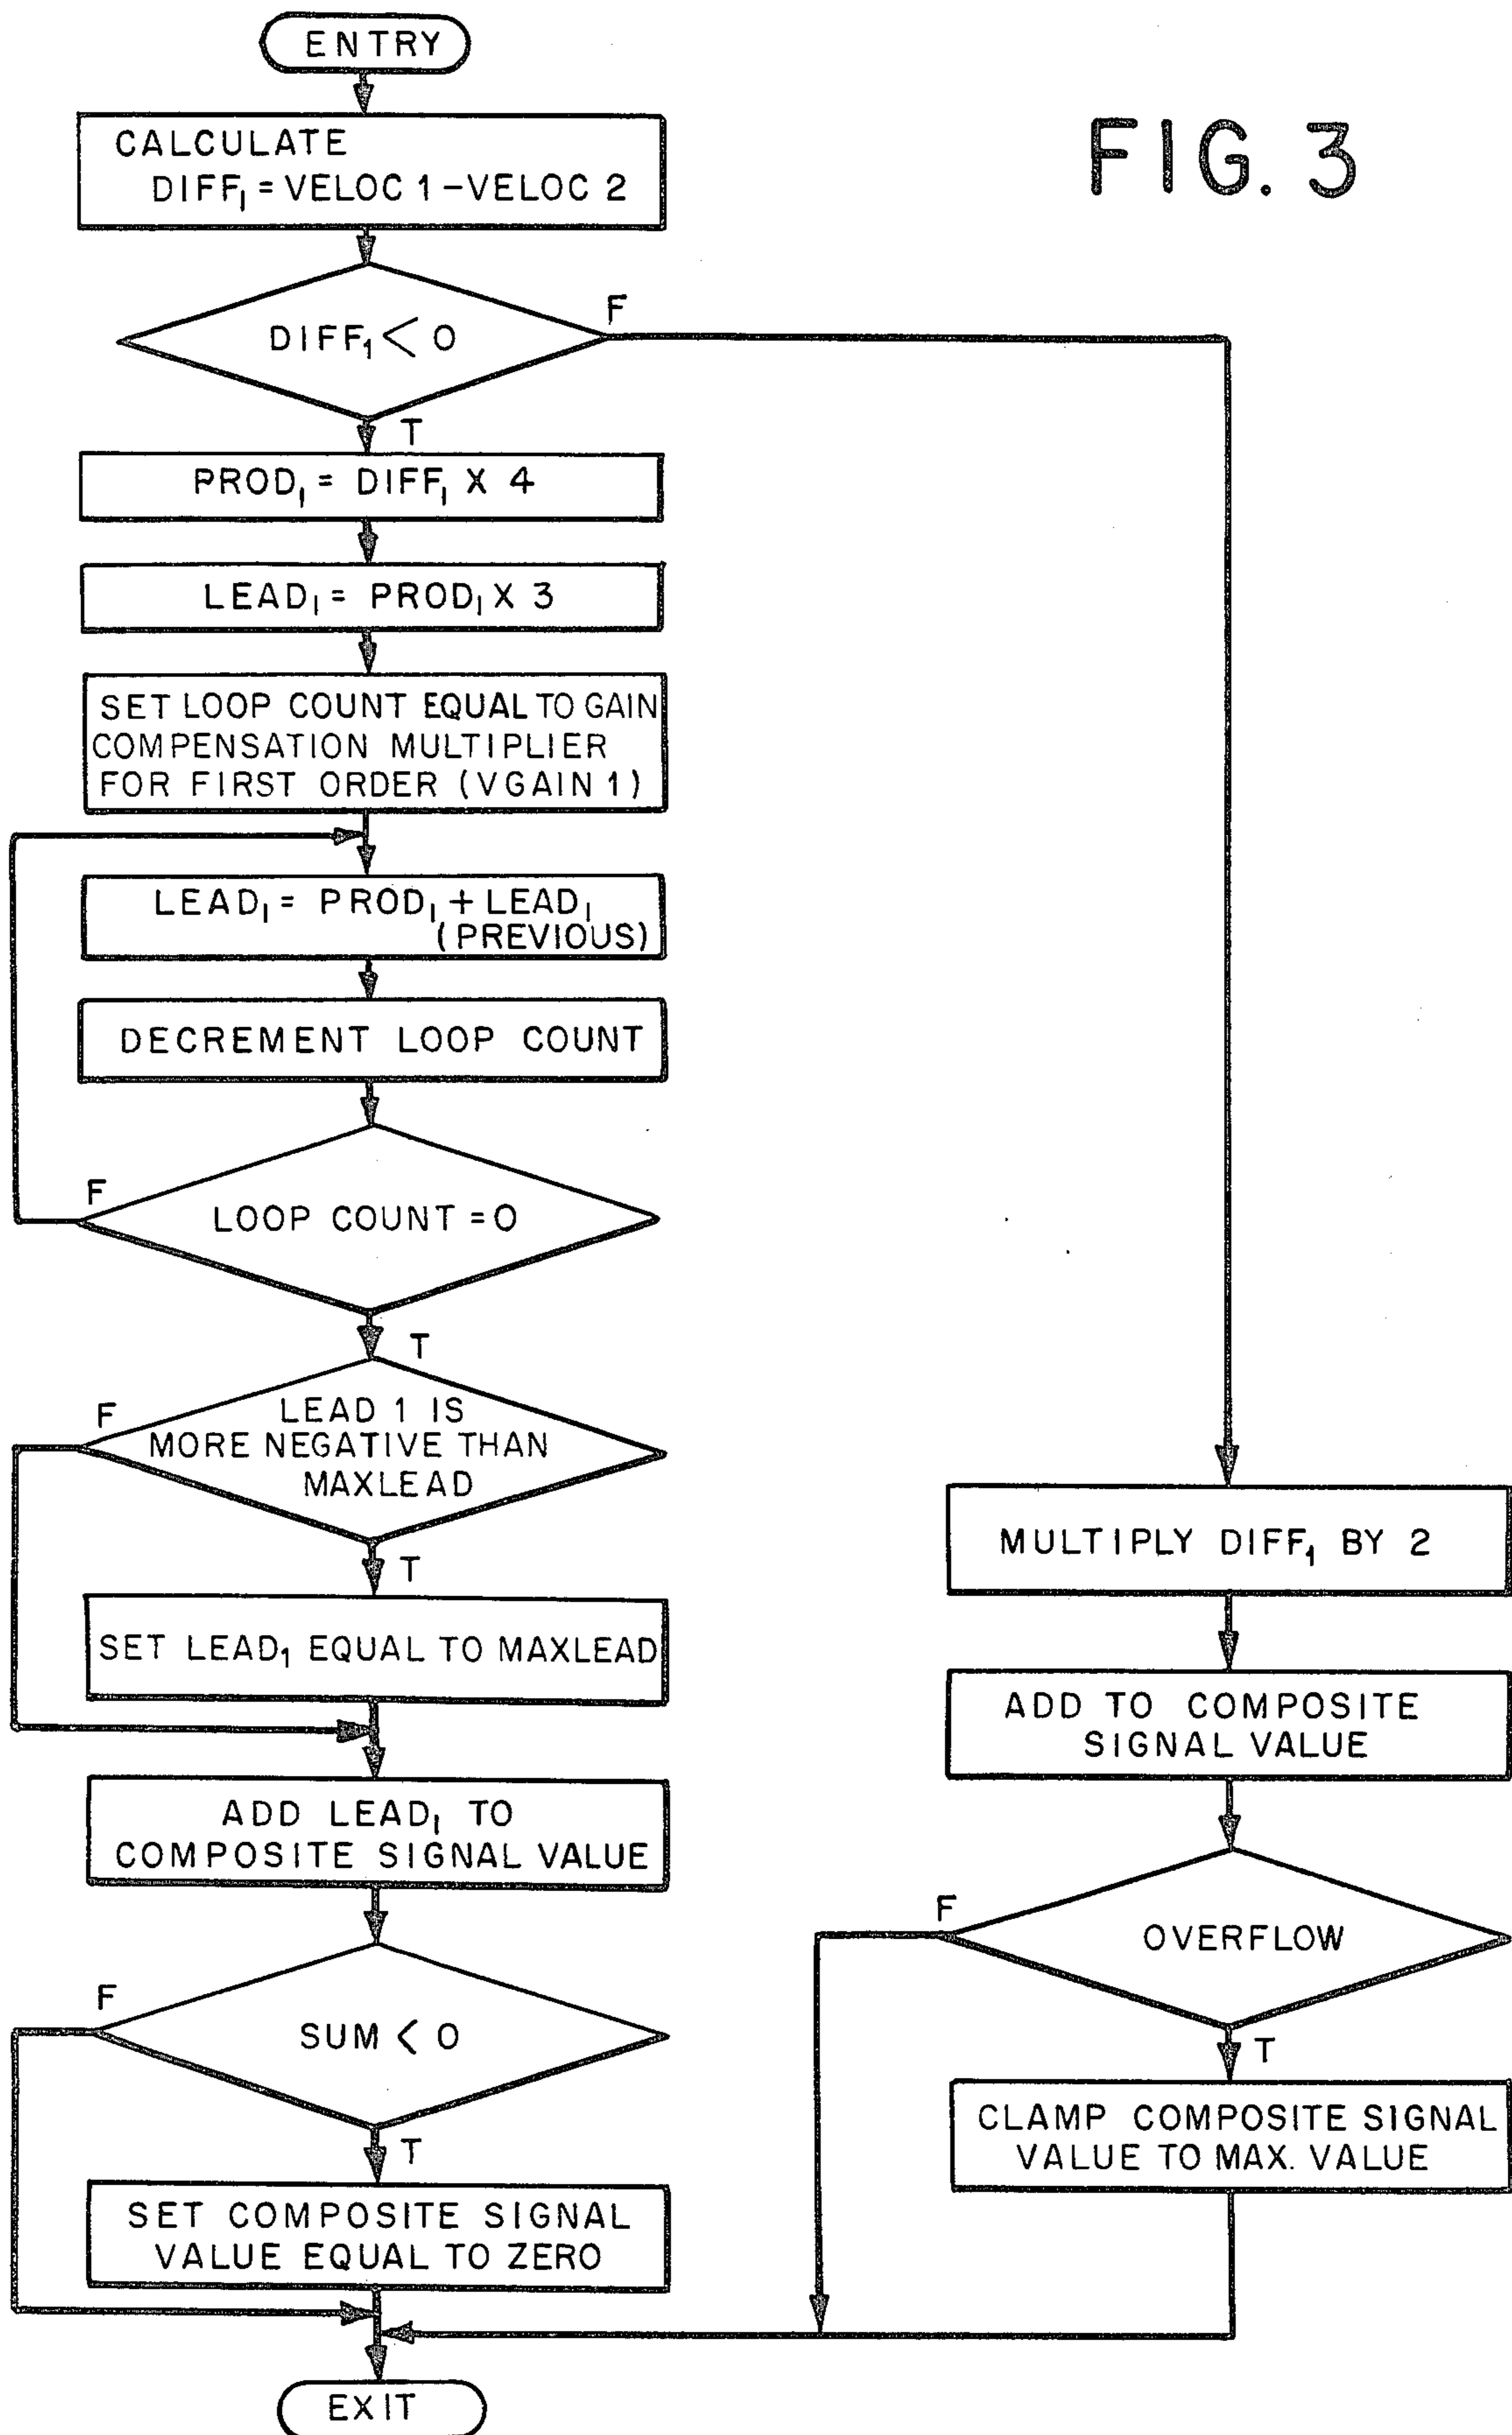 ENTRY
FIG. 3
CALCULATE
DIFF₁ = VELOC 1 – VELOC 2
DIFF₁ < 0
F
T
PROD₁ = DIFF₁ X 4
LEAD₁ = PROD₁ X 3
SET LOOP COUNT EQUAL TO GAIN
COMPENSATION MULTIPLIER
FOR FIRST ORDER (VGAIN 1)
LEAD₁ = PROD₁ + LEAD₁
(PREVIOUS)
DECREMENT LOOP COUNT
F
LOOP COUNT = 0
T
F
LEAD 1 IS
MORE NEGATIVE THAN
MAXLEAD
T
SET LEAD₁ EQUAL TO MAXLEAD
ADD LEAD₁ TO
COMPOSITE SIGNAL VALUE
F
SUM < 0
T
SET COMPOSITE SIGNAL
VALUE EQUAL TO ZERO
MULTIPLY DIFF₁ BY 2
ADD TO COMPOSITE
SIGNAL VALUE
F
OVERFLOW
T
CLAMP COMPOSITE SIGNAL
VALUE TO MAX. VALUE
EXIT